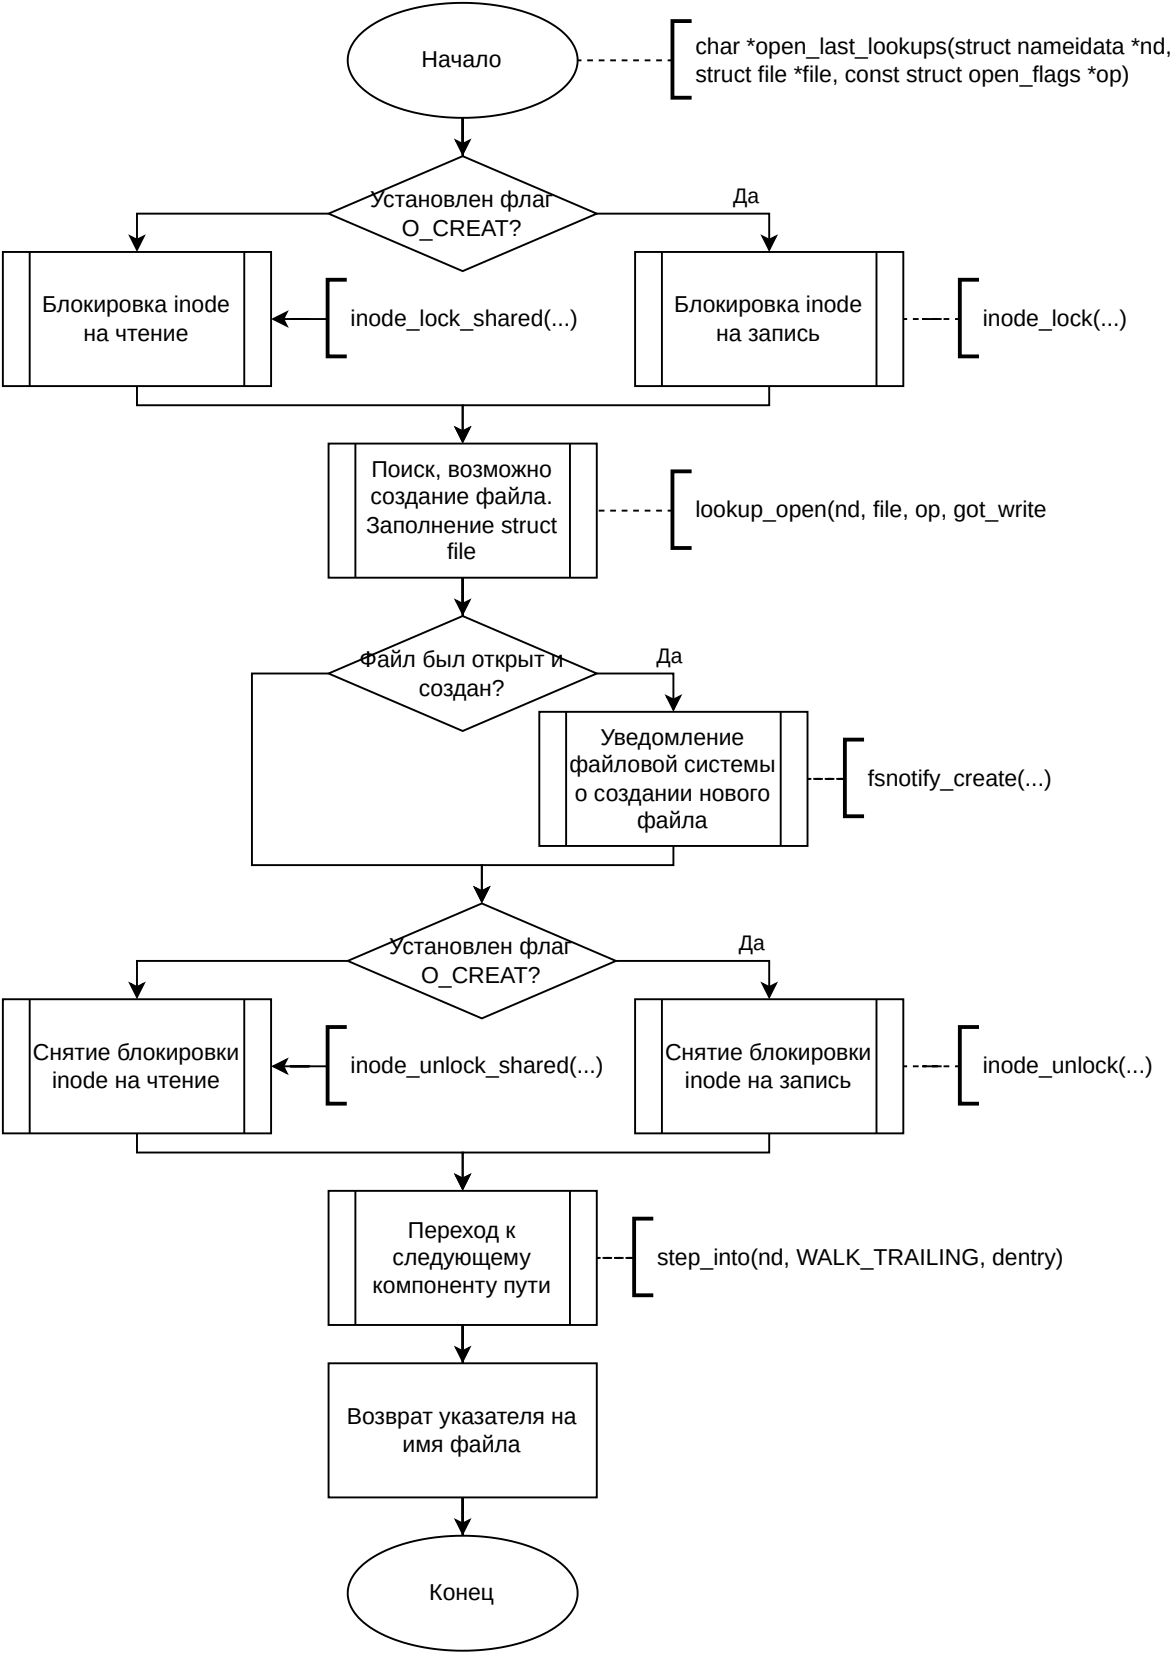 Начало
char *open_last_lookups(struct nameidata *nd,
struct file *file, const struct open_flags *op)
Установлен флаг
O_CREAT?
Да
Блокировка inode
на чтение
inode_lock_shared(...)
Блокировка inode
на запись
inode_lock(...)
Поиск, возможно
создание файла.
Заполнение struct
file
lookup_open(nd, file, op, got_write
Файл был открыт и
создан?
Да
Уведомление
файловой системы
о создании нового
файла
fsnotify_create(...)
Установлен флаг
O_CREAT?
Да
Снятие блокировки
inode на чтение
inode_unlock_shared(...)
Снятие блокировки
inode на запись
inode_unlock(...)
Переход к
следующему
компоненту пути
step_into(nd, WALK_TRAILING, dentry)
Возврат указателя на
имя файла
Конец